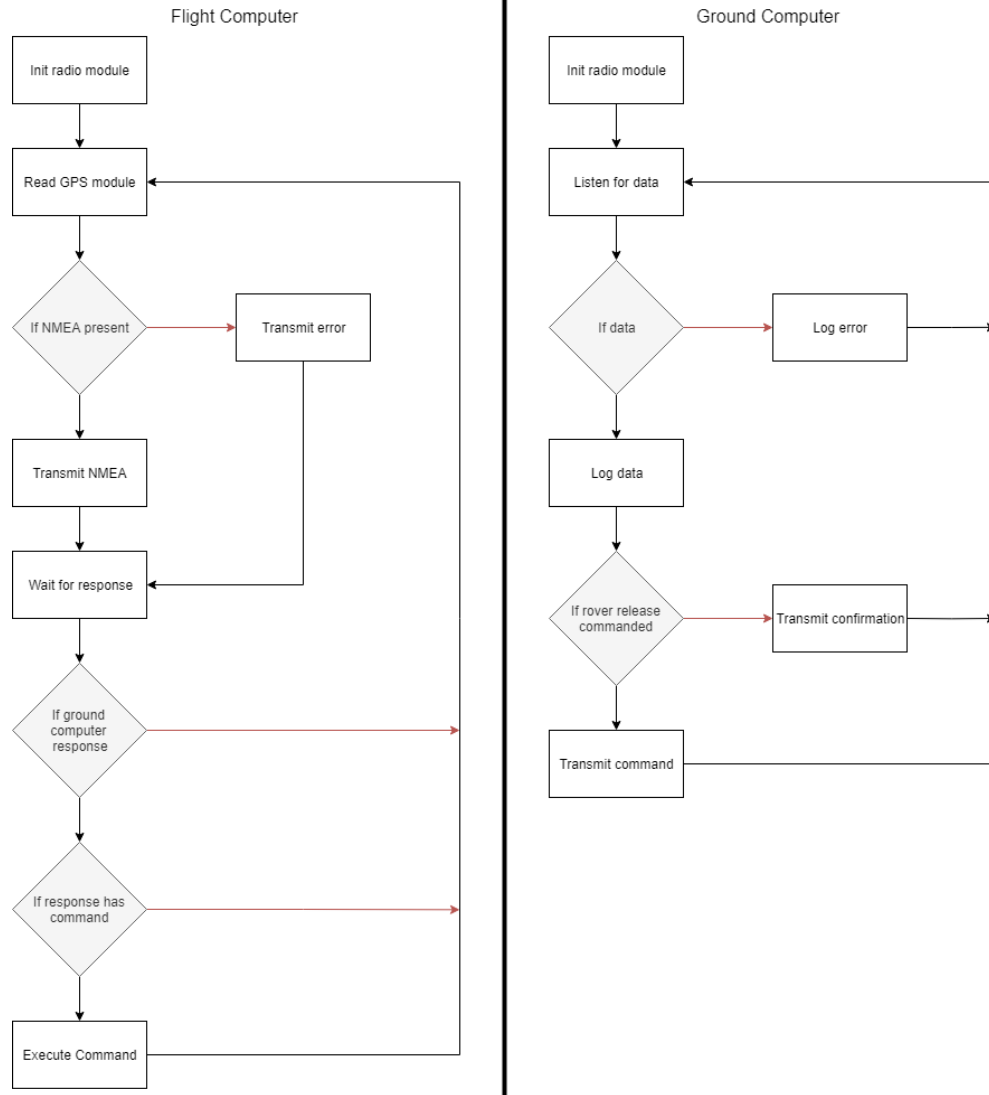 Flight Computer
Init radio module
Read GPS module
If NMEA present
Transmit error
Transmit NMEA
Wait for response
If ground
computer
response
If response has
command
Execute Command
Ground Computer
Init radio module
Listen for data
If data
Log error
Log data
If rover release
commanded
Transmit confirmation
Transmit command